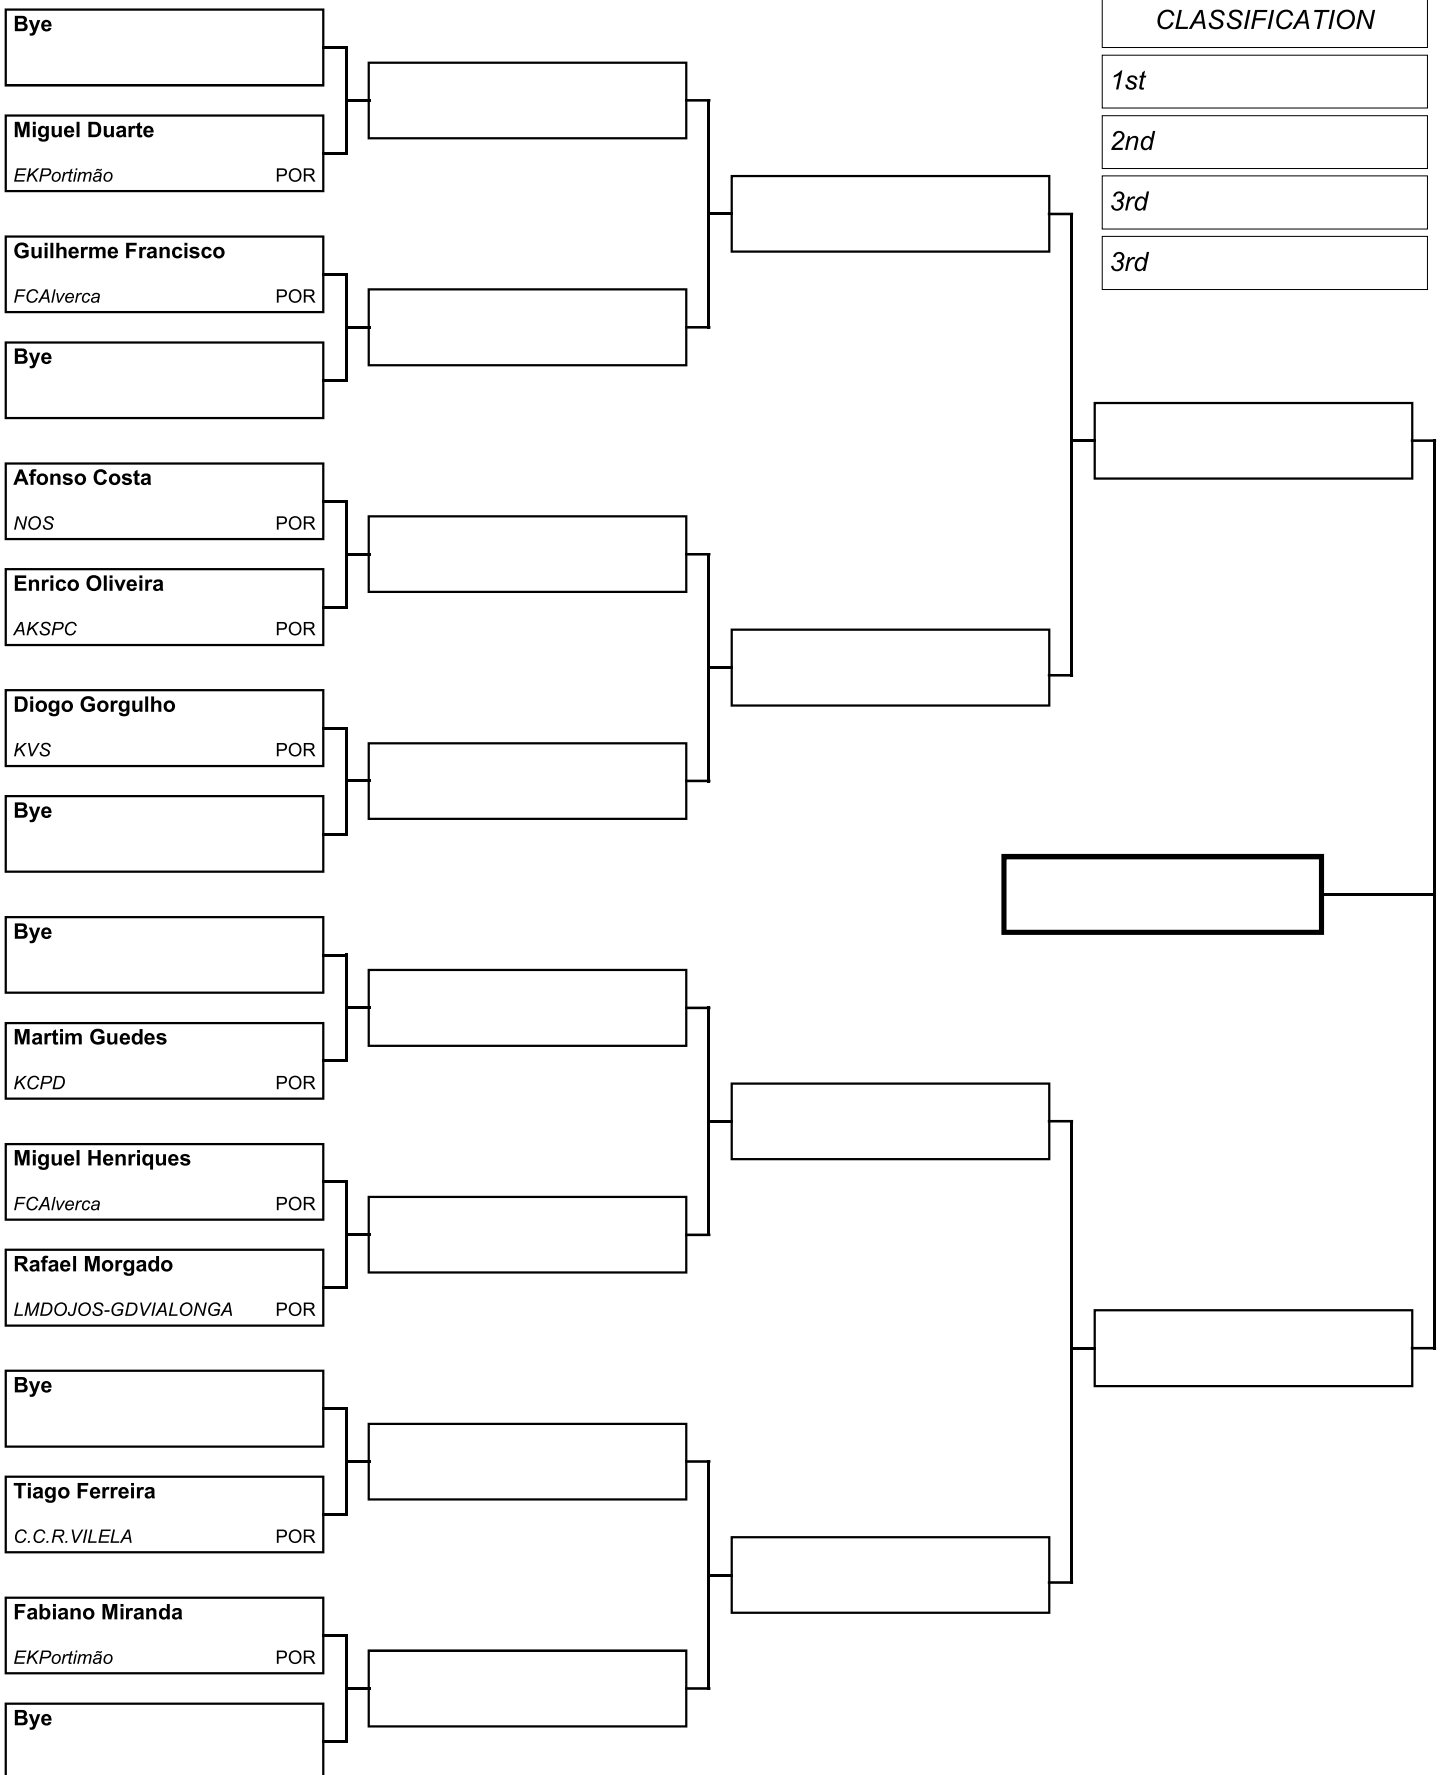 Bye
Miguel Duarte
EKPortimão POR
Guilherme Francisco
FCAlverca POR
Bye
Afonso Costa
NOS POR
Enrico Oliveira
AKSPC POR
Diogo Gorgulho
KVS POR
Bye
Bye
Martim Guedes
KCPD POR
Miguel Henriques
FCAlverca POR
Rafael Morgado
LMDOJOS-GDVIALONGA POR
Bye
Tiago Ferreira
C.C.R.VILELA POR
Fabiano Miranda
EKPortimão POR
Bye
CLASSIFICATION
1st
2nd
3rd
3rd